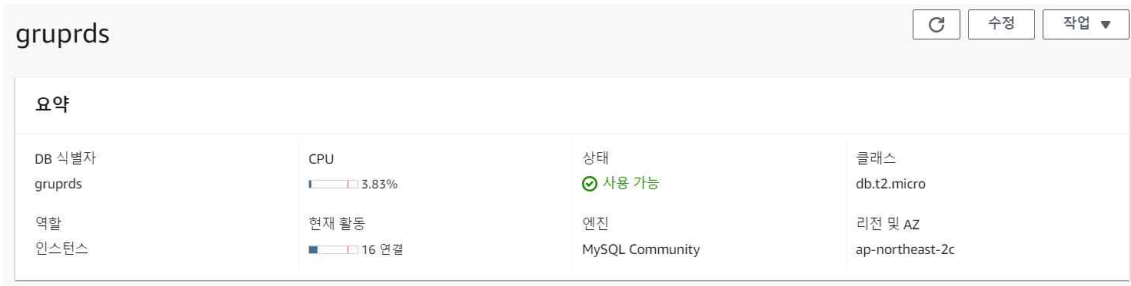 gruprds
수정
작업
요약
DB 식별자
CPU
상태
클래스
gruprds
3.83%
사용 가능
db.t2.micro
역할
현재 활동
엔진
리전 및 AZ
인스턴스
16 연결
MySQL Community
ap-northeast-2c